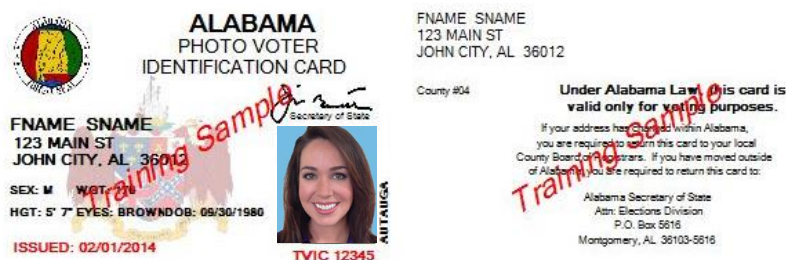 ALABAMA
PHOTO VOTER
IDENTIFICATION CARD
Secretary of State
FNAME SNAME
123 MAIN ST
JOHN CITY, AL 36012
SEX: M WGT: 170
HGT: 5' 7" EYES: BROWNDOB: 09/30/1980
ISSUED: 02/01/2014
AUTAUGA
TVIC 12345
Training Sample
FNAME SNAME
123 MAIN ST
JOHN CITY, AL 36012
County #04
Under Alabama Law, this card is
valid only for voting purposes.
If your address has changed within Alabama,
you are required to return this card to your local
County Board of Registrars. If you have moved outside
of Alabama, you are required to return this card to:
Alabama Secretary of State
Attn: Elections Division
P.O. Box 5616
Montgomery, AL 36103-5616
Training Sample